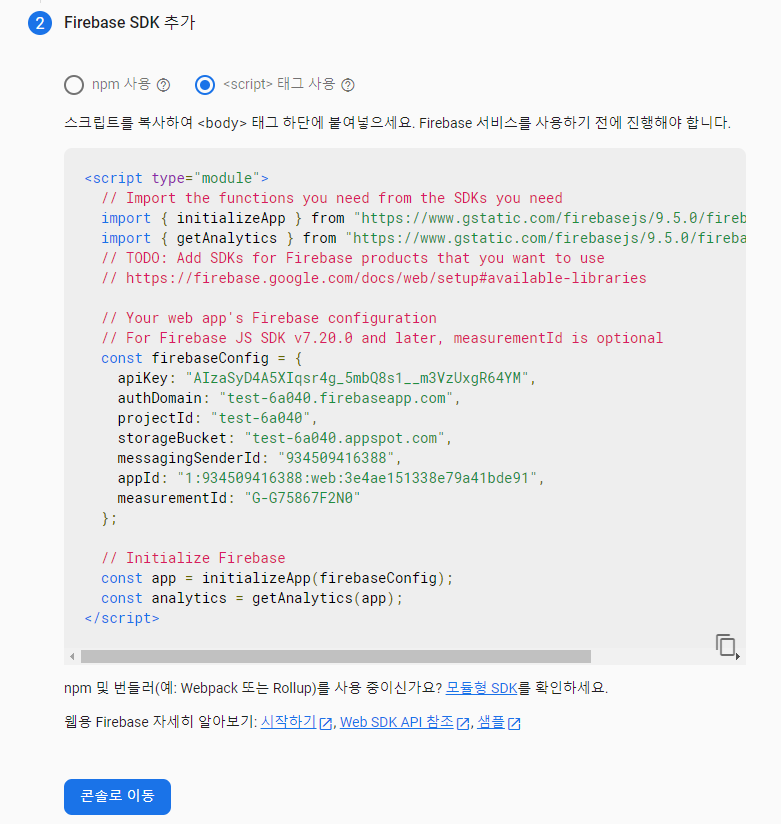 2 Firebase SDK 추가
npm 사용 <script> 태그 사용
스크립트를 복사하여 <body> 태그 하단에 붙여넣으세요. Firebase 서비스를 사용하기 전에 진행해야 합니다.
<script type="module">
// Import the functions you need from the SDKs you need
import { initializeApp } from "https://www.gstatic.com/firebasejs/9.5.0/fireb
import { getAnalytics } from "https://www.gstatic.com/firebasejs/9.5.0/fireba
// TODO: Add SDKs for Firebase products that you want to use
// https://firebase.google.com/docs/web/setup#available-libraries
// Your web app's Firebase configuration
// For Firebase JS SDK v7.20.0 and later, measurementId is optional
const firebaseConfig = {
apiKey: "AIzaSyD4A5XIqsr4g_5mbQ8s1__m3VzUxgR64YM",
authDomain: "test-6a040.firebaseapp.com",
projectId: "test-6a040",
storageBucket: "test-6a040.appspot.com",
messagingSenderId: "934509416388",
appId: "1:934509416388:web:3e4ae151338e79a41bde91",
measurementId: "G-G75867F2N0"
};
// Initialize Firebase
const app = initializeApp(firebaseConfig);
const analytics = getAnalytics(app);
</script>
npm 및 번들러(예: Webpack 또는 Rollup)를 사용 중이신가요? 모듈형 SDK를 확인하세요.
웹용 Firebase 자세히 알아보기: 시작하기, Web SDK API 참조, 샘플
콘솔로 이동